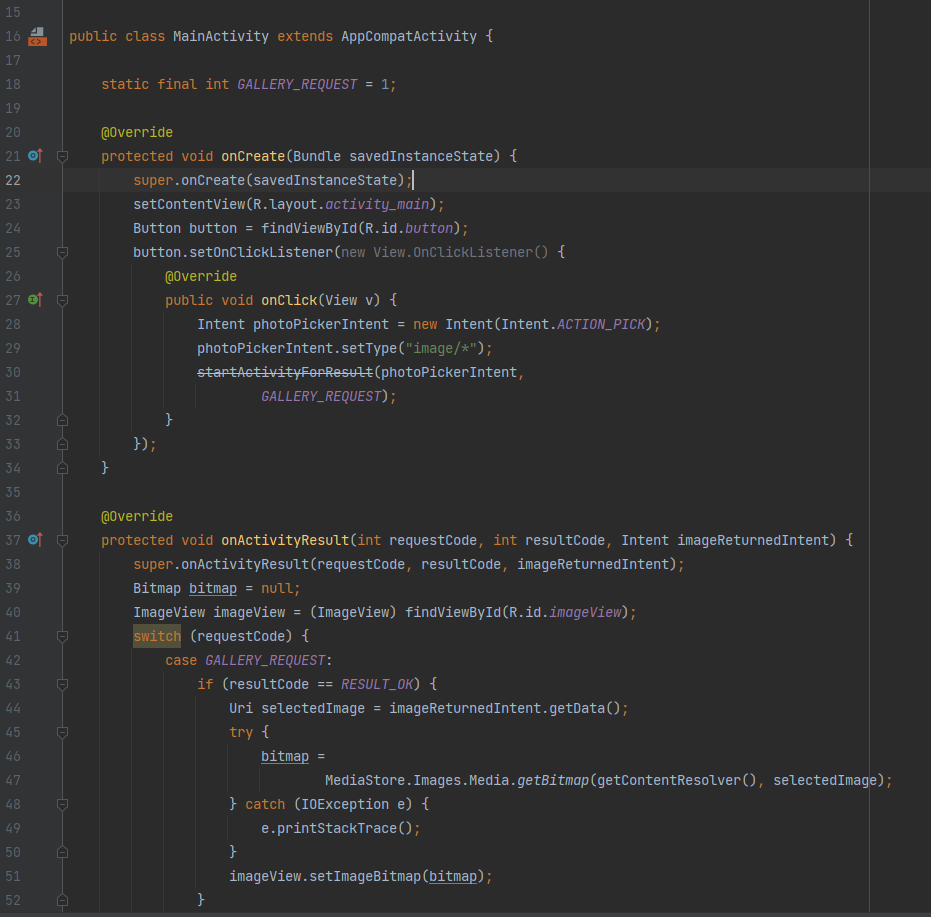 15
16 public class MainActivity extends AppCompatActivity {
17
18     static final int GALLERY_REQUEST = 1;
19
20     @Override
21     protected void onCreate(Bundle savedInstanceState) {
22         super.onCreate(savedInstanceState);
23         setContentView(R.layout.activity_main);
24         Button button = findViewById(R.id.button);
25         button.setOnClickListener(new View.OnClickListener() {
26             @Override
27             public void onClick(View v) {
28                 Intent photoPickerIntent = new Intent(Intent.ACTION_PICK);
29                 photoPickerIntent.setType("image/*");
30                 startActivityForResult(photoPickerIntent,
31                         GALLERY_REQUEST);
32             }
33         });
34     }
35
36     @Override
37     protected void onActivityResult(int requestCode, int resultCode, Intent imageReturnedIntent) {
38         super.onActivityResult(requestCode, resultCode, imageReturnedIntent);
39         Bitmap bitmap = null;
40         ImageView imageView = (ImageView) findViewById(R.id.imageView);
41         switch (requestCode) {
42             case GALLERY_REQUEST:
43                 if (resultCode == RESULT_OK) {
44                     Uri selectedImage = imageReturnedIntent.getData();
45                     try {
46                         bitmap =
47                                 MediaStore.Images.Media.getBitmap(getContentResolver(), selectedImage);
48                     } catch (IOException e) {
49                         e.printStackTrace();
50                     }
51                     imageView.setImageBitmap(bitmap);
52                 }